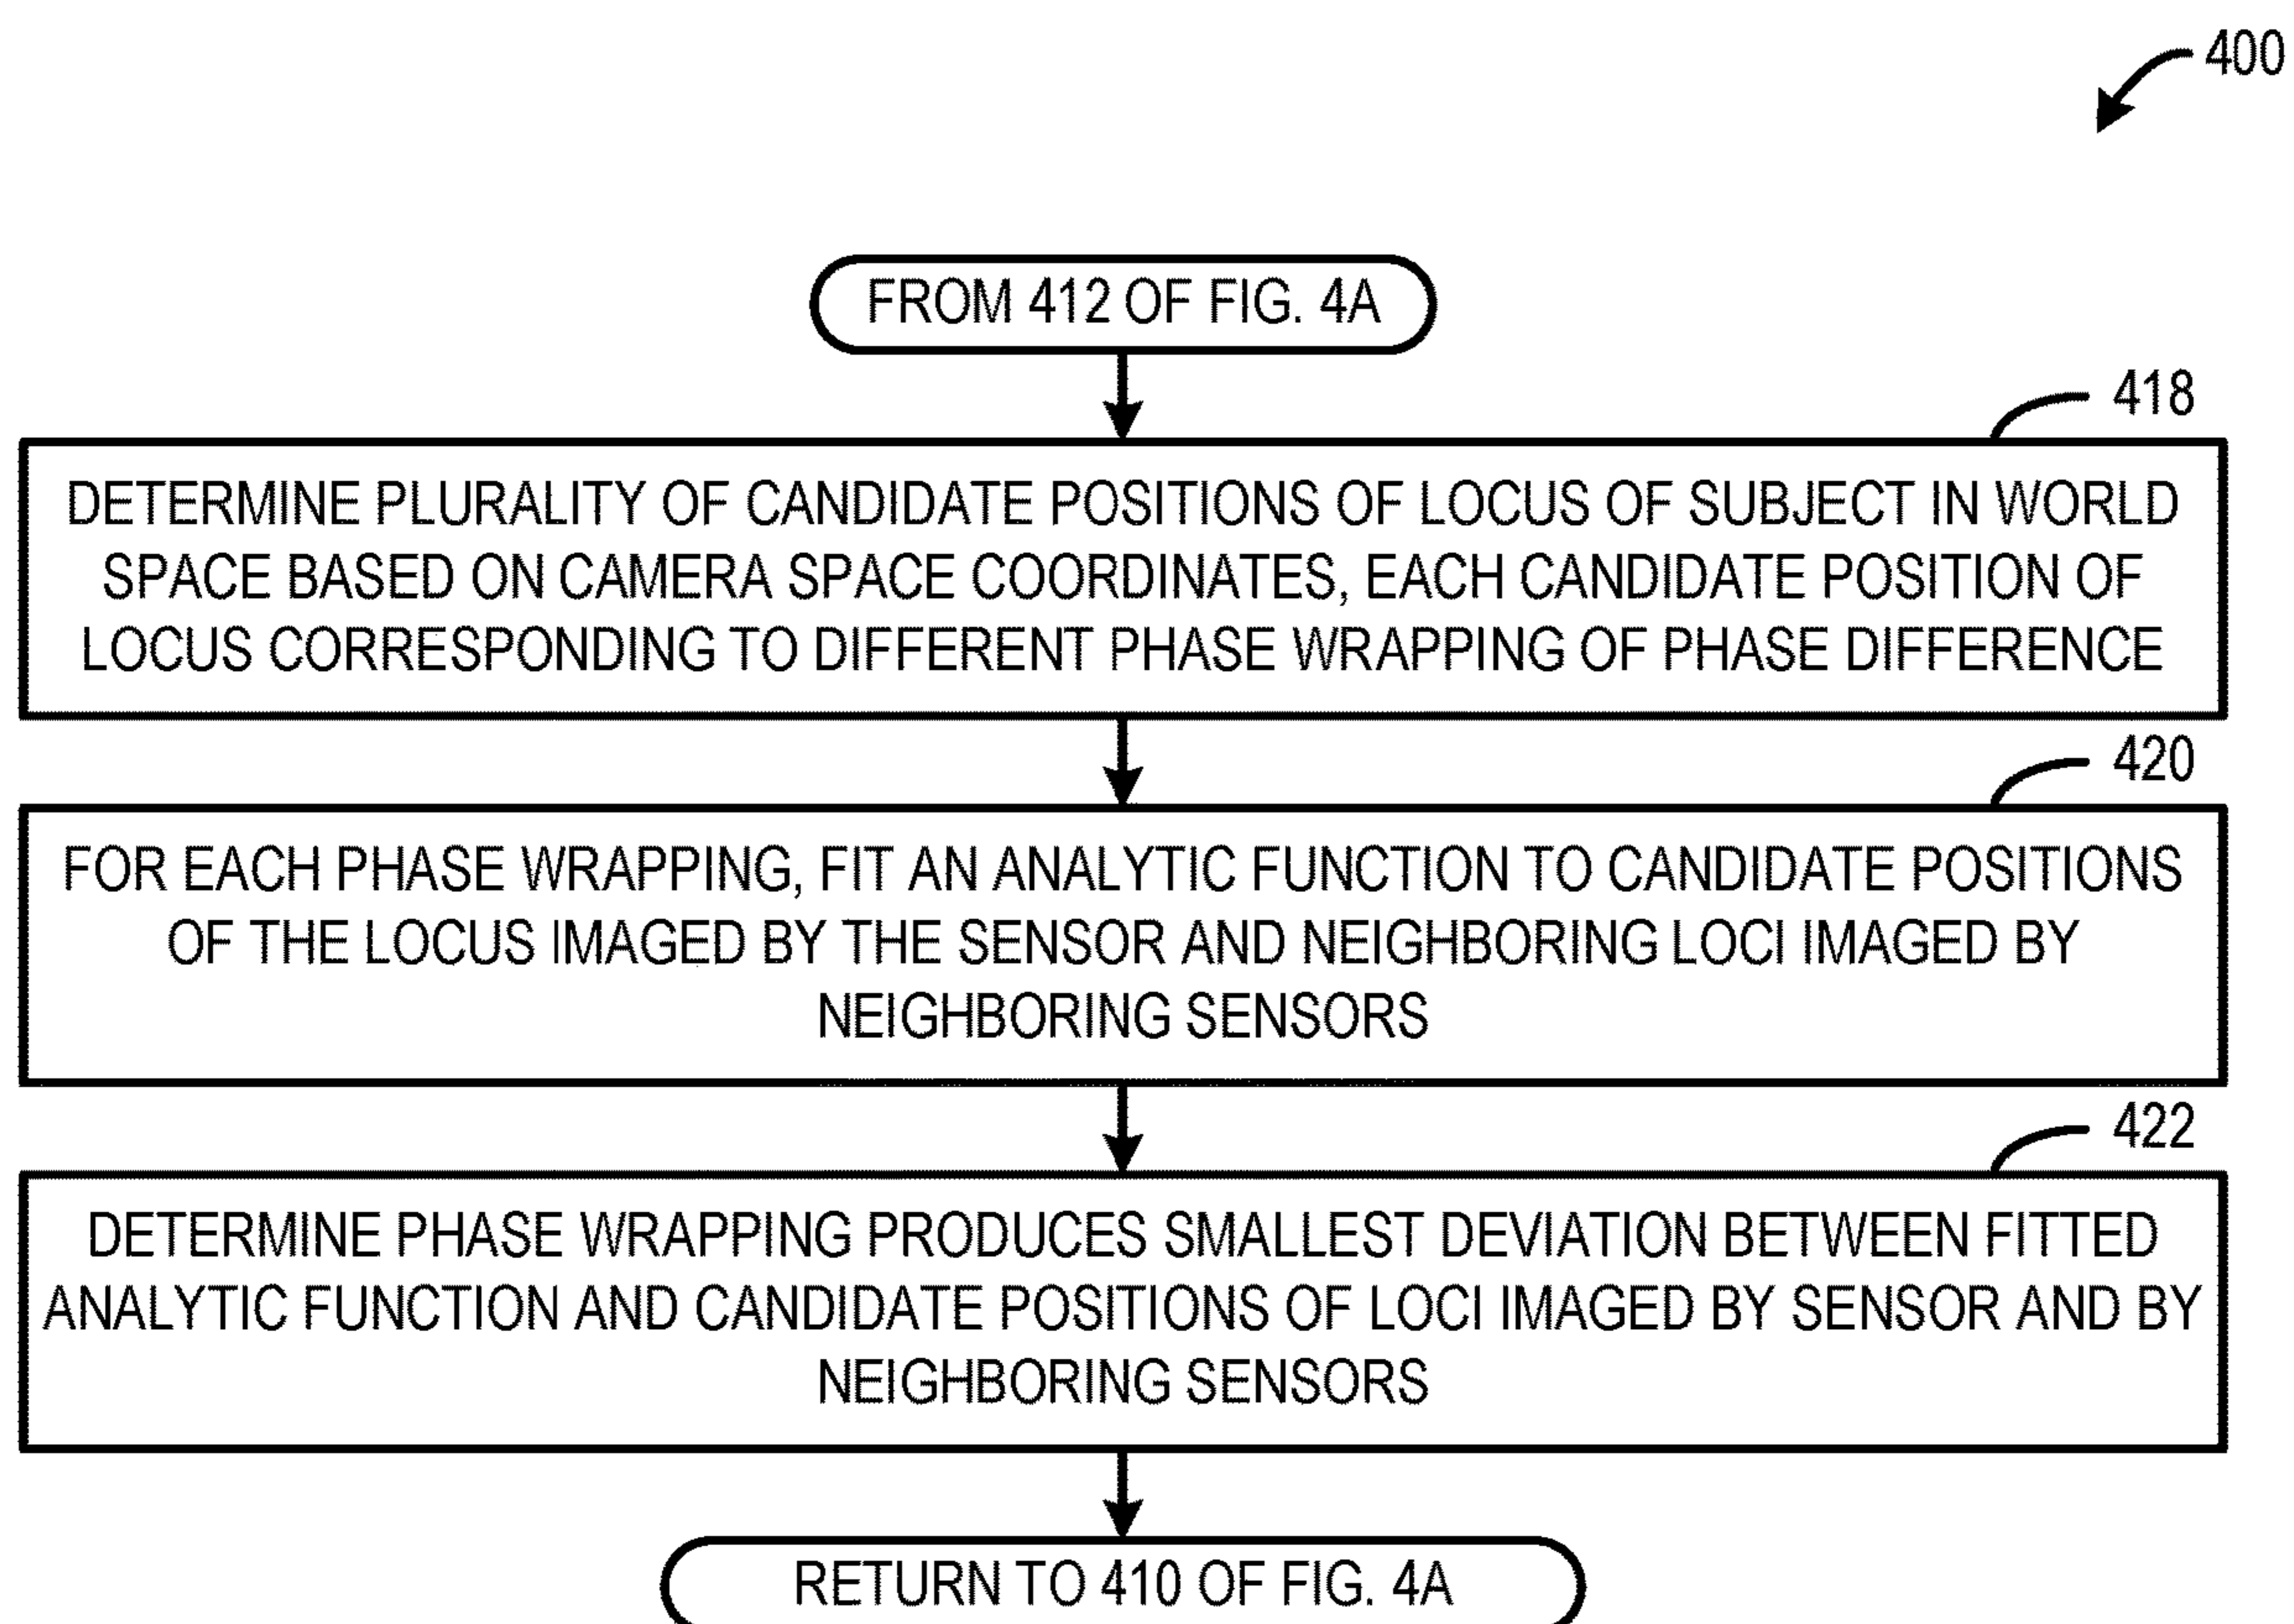 400
FROM 412 OF FIG. 4A
418
DETERMINE PLURALITY OF CANDIDATE POSITIONS OF LOCUS OF SUBJECT IN WORLD
SPACE BASED ON CAMERA SPACE COORDINATES, EACH CANDIDATE POSITION OF
LOCUS CORRESPONDING TO DIFFERENT PHASE WRAPPING OF PHASE DIFFERENCE
420
FOR EACH PHASE WRAPPING, FIT AN ANALYTIC FUNCTION TO CANDIDATE POSITIONS
OF THE LOCUS IMAGED BY THE SENSOR AND NEIGHBORING LOCI IMAGED BY
NEIGHBORING SENSORS
422
DETERMINE PHASE WRAPPING PRODUCES SMALLEST DEVIATION BETWEEN FITTED
ANALYTIC FUNCTION AND CANDIDATE POSITIONS OF LOCI IMAGED BY SENSOR AND BY
NEIGHBORING SENSORS
RETURN TO 410 OF FIG. 4A